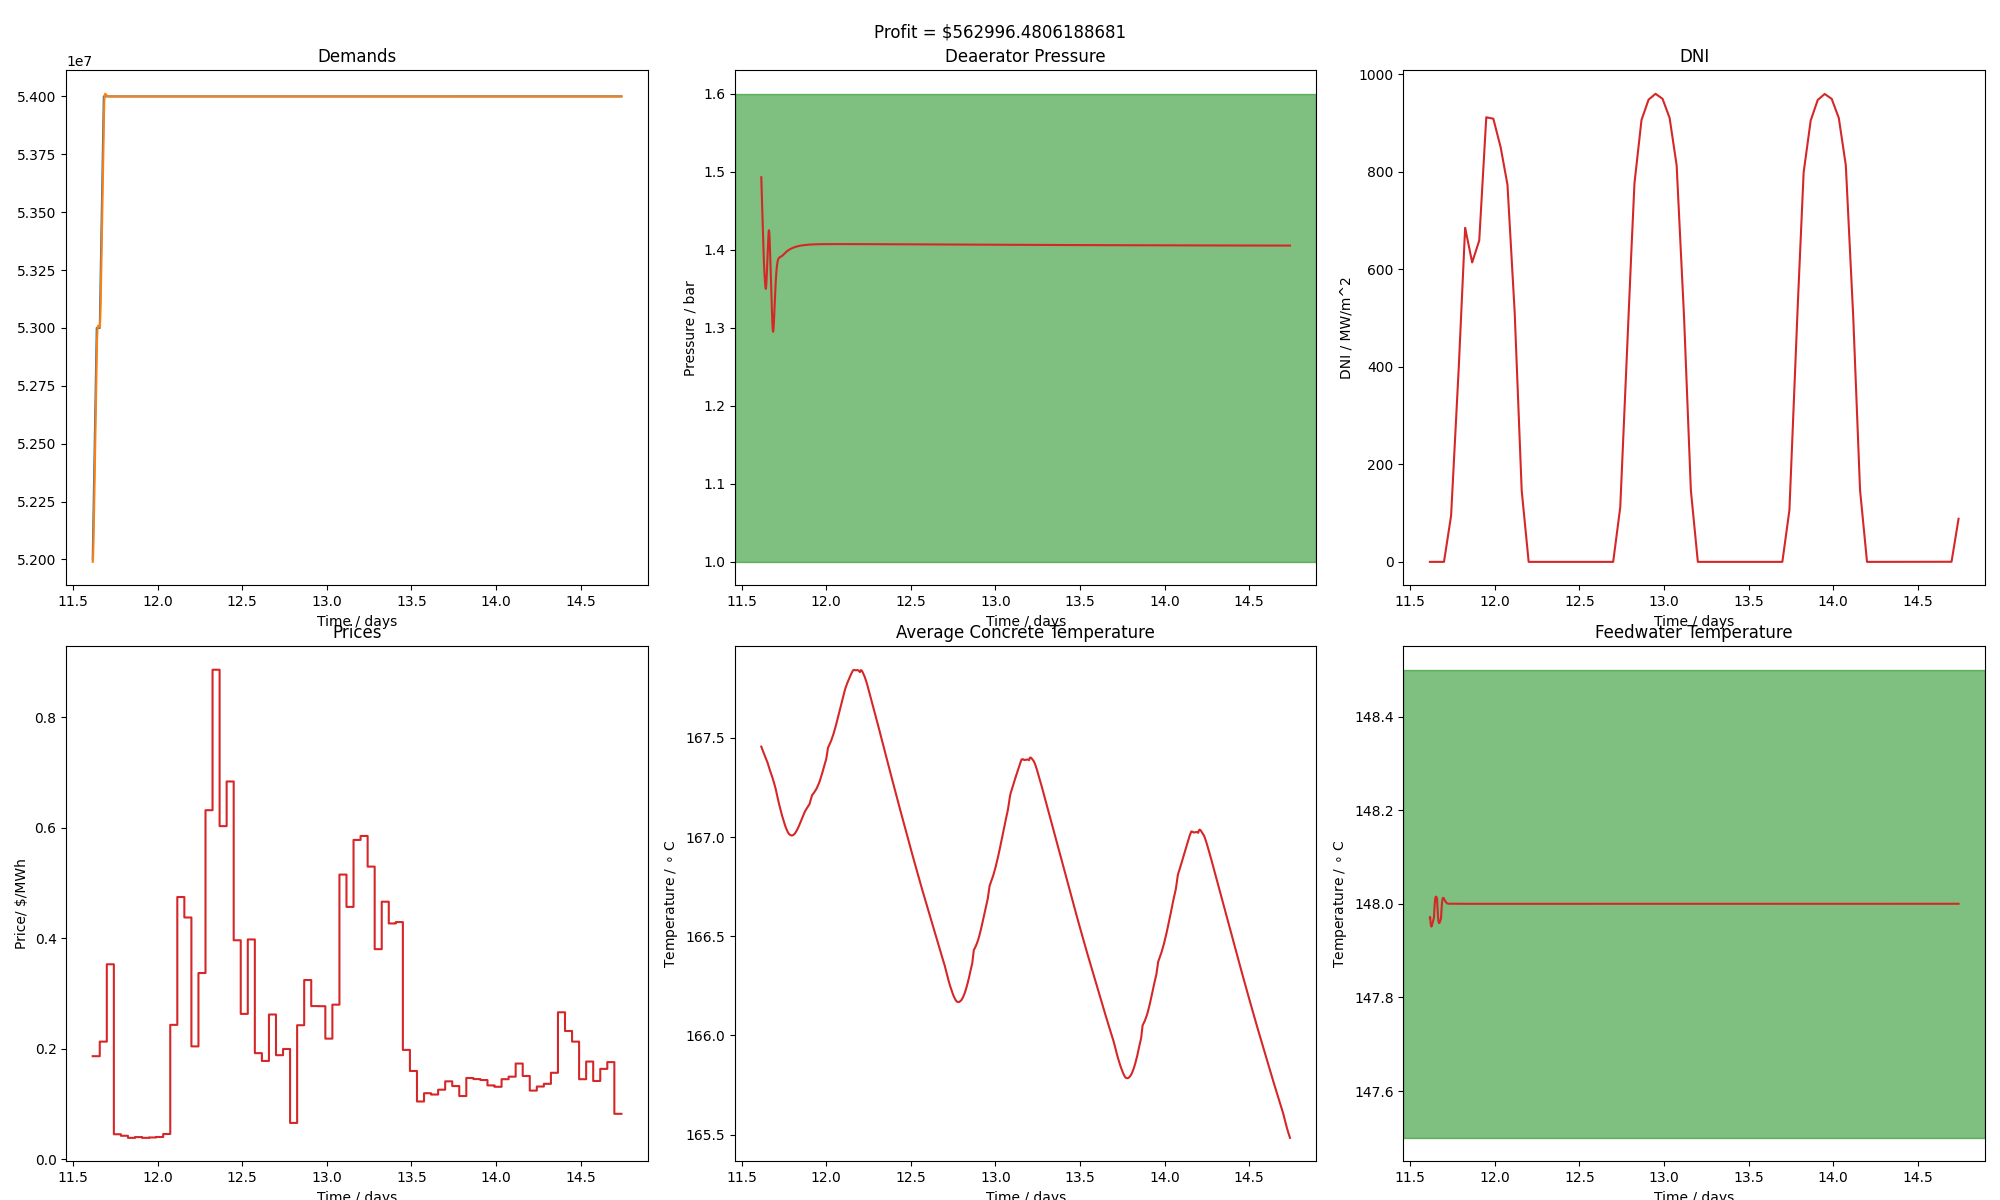 Profit = $562996.4806188681
Demands
1e7
5.400
5.375
5.350
5.325
5.300
5.275
5.250
5.225
5.200
11.5 12.0 12.5 13.0 13.5 14.0 14.5
Time / days
Deaerator Pressure
Pressure / bar
1.6
1.5
1.4
1.3
1.2
1.1
1.0
11.5 12.0 12.5 13.0 13.5 14.0 14.5
Time / days
DNI
DNI / MW/m^2
1000
800
600
400
200
0
11.5 12.0 12.5 13.0 13.5 14.0 14.5
Time / days
Prices
Price/ $/MWh
0.8
0.6
0.4
0.2
0.0
11.5 12.0 12.5 13.0 13.5 14.0 14.5
Time / days
Average Concrete Temperature
Temperature / ∘ C
167.5
167.0
166.5
166.0
165.5
11.5 12.0 12.5 13.0 13.5 14.0 14.5
Time / days
Feedwater Temperature
Temperature / ∘ C
148.4
148.2
148.0
147.8
147.6
11.5 12.0 12.5 13.0 13.5 14.0 14.5
Time / days